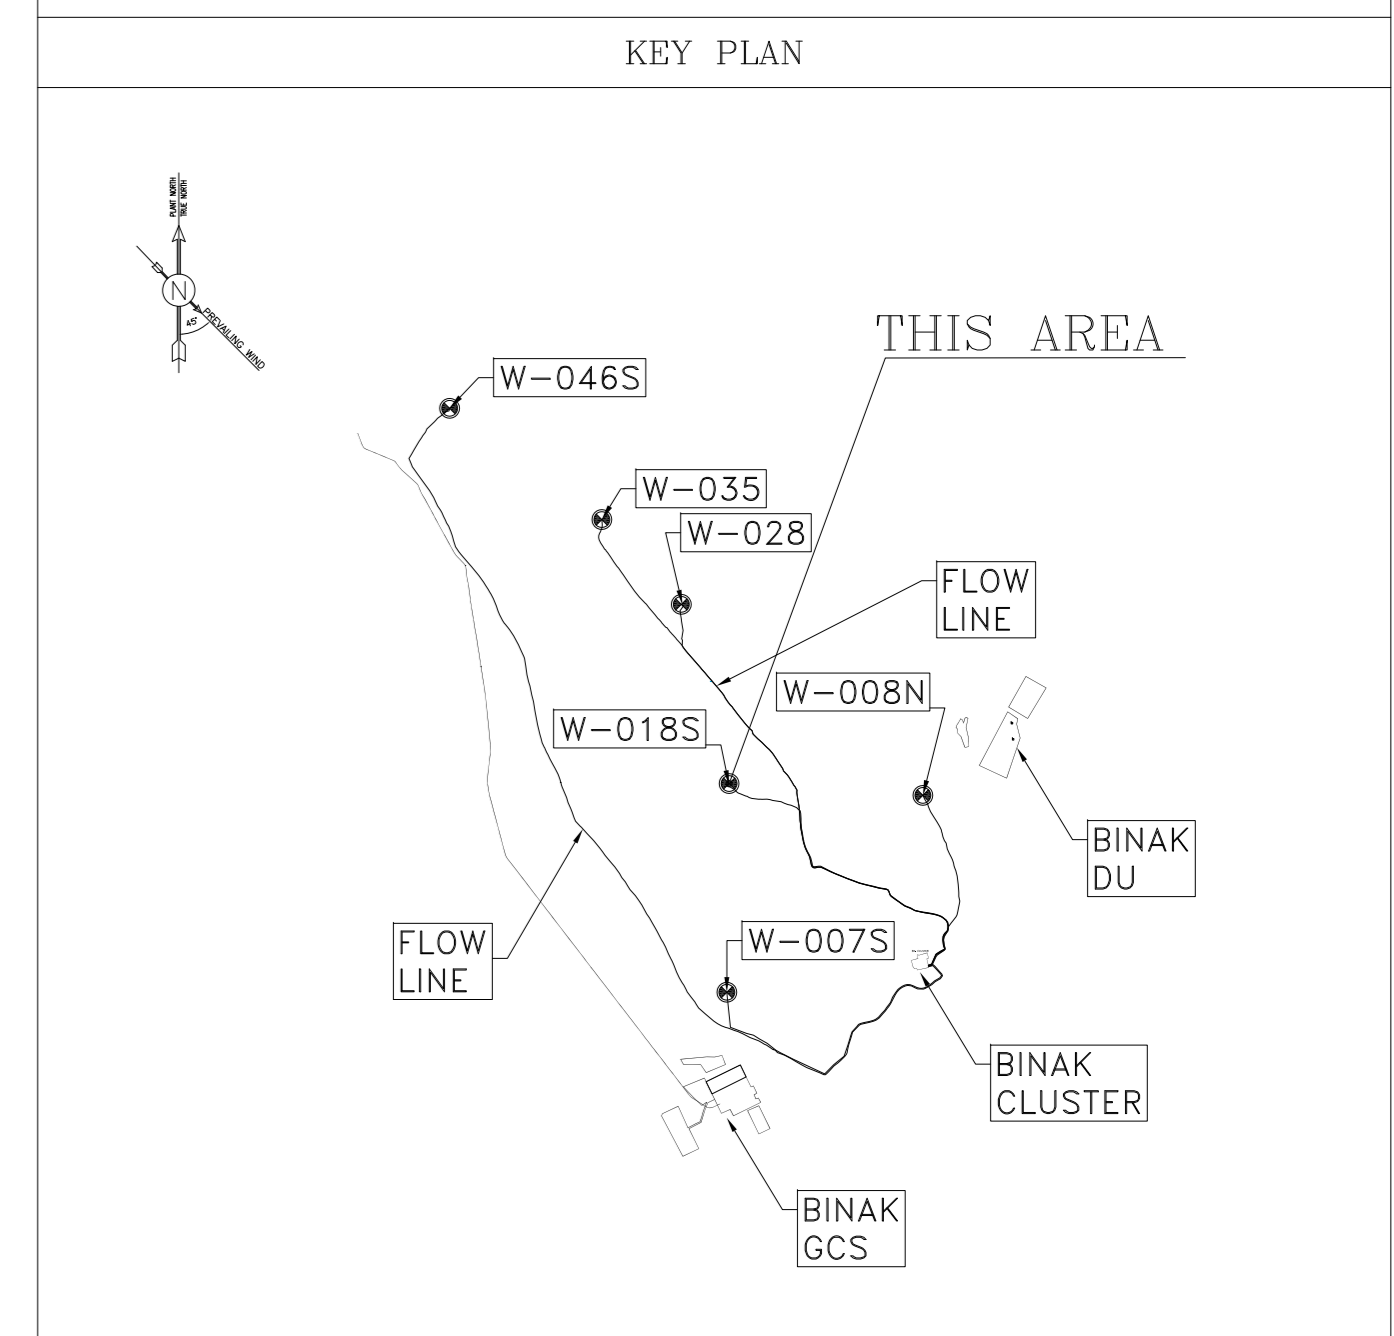 KEY PLAN
PLANT NORTH
TRUE NORTH
N
45°
PREVAILING WIND
THIS AREA
W-046S
W-035
W-028
FLOW
LINE
W-008N
W-018S
BINAK
DU
FLOW
LINE
W-007S
BINAK
CLUSTER
BINAK
GCS